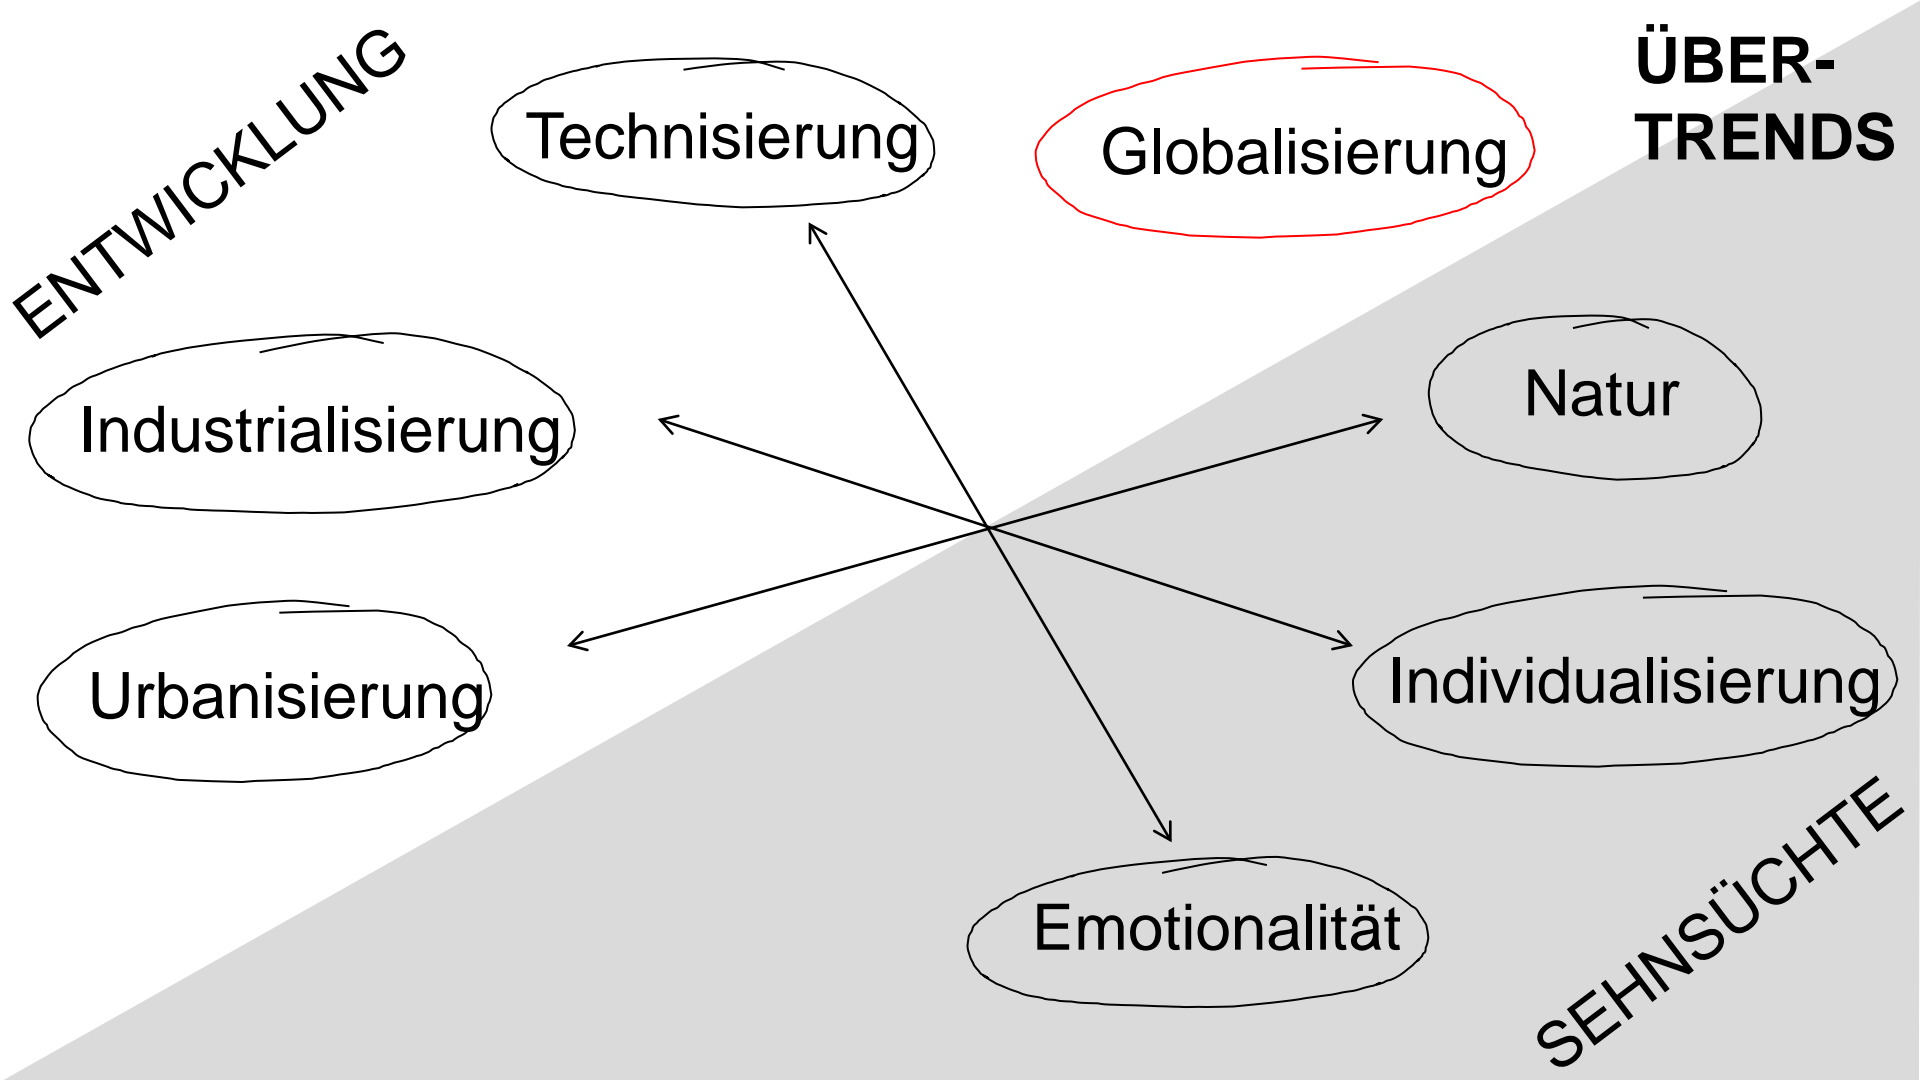 ENTWICKLUNG
Technisierung
Globalisierung
ÜBER-
TRENDS
Industrialisierung
Natur
Urbanisierung
Individualisierung
Emotionalität
SEHNSÜCHTE